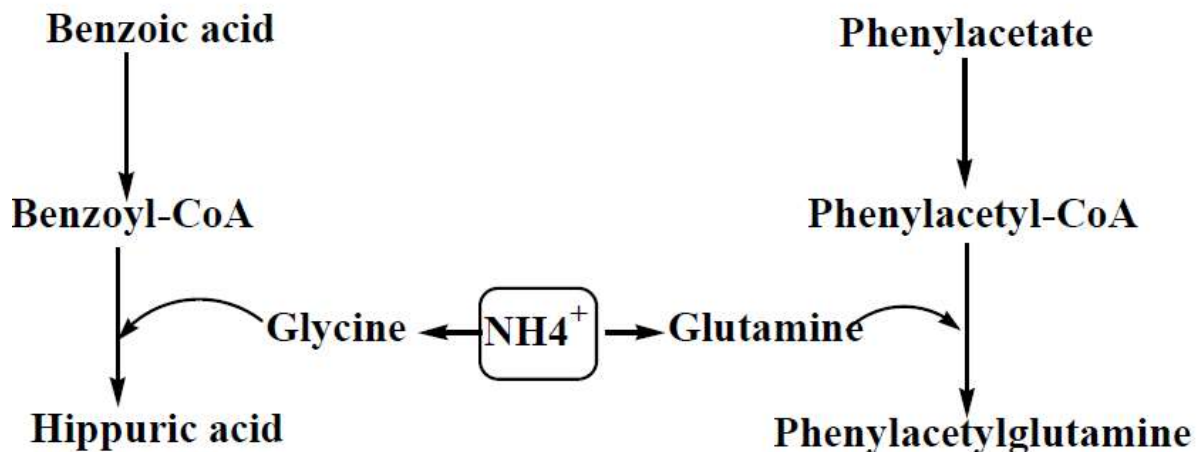 Benzoic acid
Phenylacetate
Benzoyl-CoA
Phenylacetyl-CoA
Glycine
NH4+
Glutamine
Hippuric acid
Phenylacetylglutamine